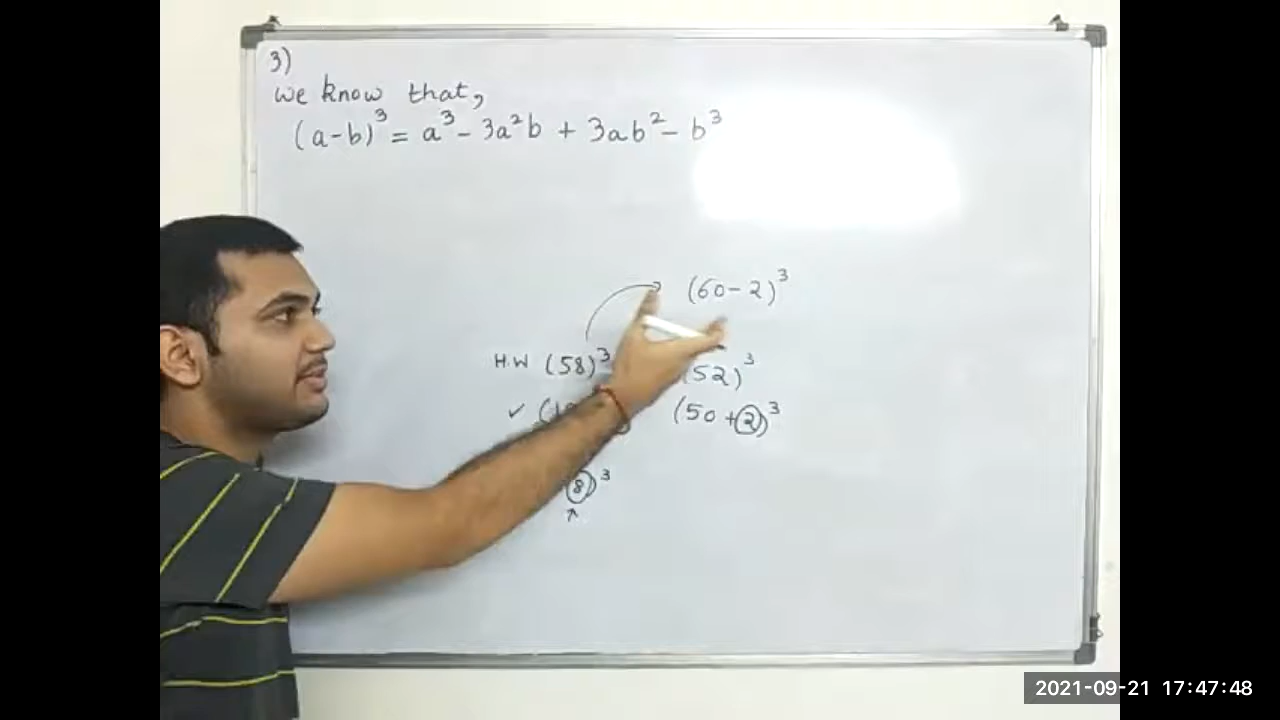 3)
We know that,
(a-b)³ = a³ - 3a²b + 3ab² - b³
(60-2)³
H.W (58)³
(52)³
✓ (
(50+2)³
8)³
↑
2021-09-21 17:47:48